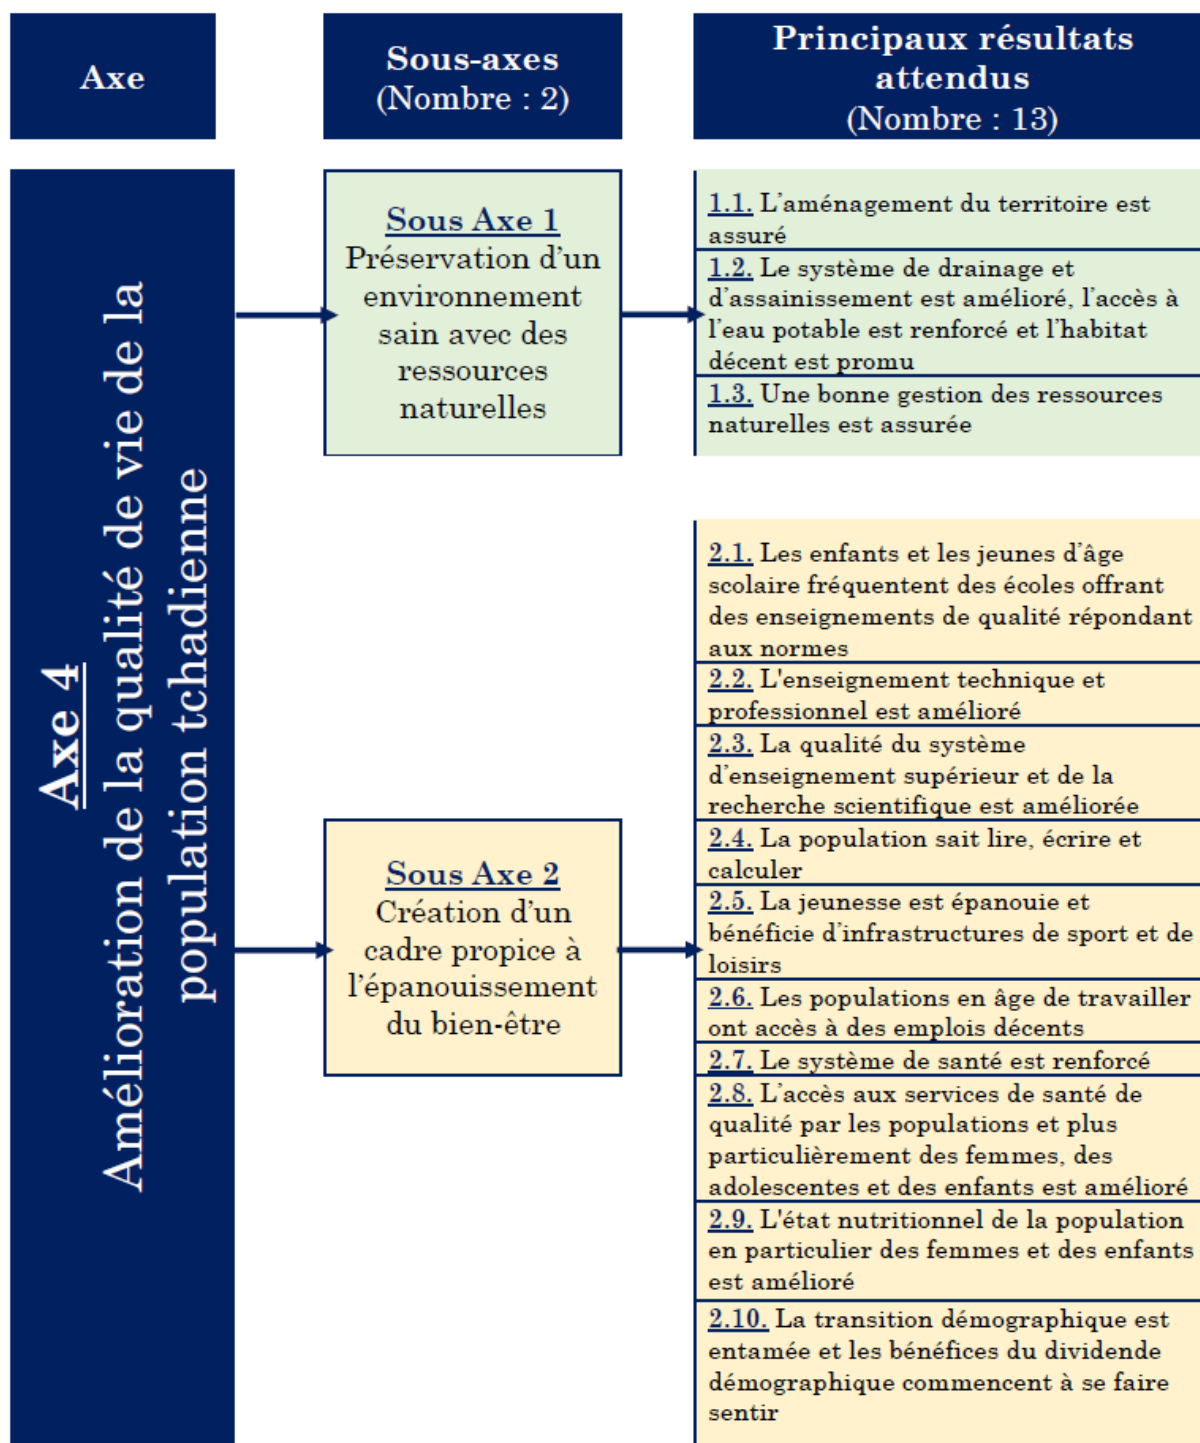 Axe
Sous-axes
(Nombre : 2)
Principaux résultats
attendus
(Nombre : 13)
Axe 4
Amélioration de la qualité de vie de la
population tchadienne
Sous Axe 1
Préservation d’un
environnement
sain avec des
ressources
naturelles
1.1. L’aménagement du territoire est
assuré
1.2. Le système de drainage et
d’assainissement est amélioré, l’accès à
l’eau potable est renforcé et l’habitat
décent est promu
1.3. Une bonne gestion des ressources
naturelles est assurée
Sous Axe 2
Création d’un
cadre propice à
l’épanouissement
du bien-être
2.1. Les enfants et les jeunes d’âge
scolaire fréquentent des écoles offrant
des enseignements de qualité répondant
aux normes
2.2. L'enseignement technique et
professionnel est amélioré
2.3. La qualité du système
d'enseignement supérieur et de la
recherche scientifique est améliorée
2.4. La population sait lire, écrire et
calculer
2.5. La jeunesse est épanouie et
bénéficie d’infrastructures de sport et de
loisirs
2.6. Les populations en âge de travailler
ont accès à des emplois décents
2.7. Le système de santé est renforcé
2.8. L’accès aux services de santé de
qualité par les populations et plus
particulièrement des femmes, des
adolescentes et des enfants est amélioré
2.9. L'état nutritionnel de la population
en particulier des femmes et des enfants
est amélioré
2.10. La transition démographique est
entamée et les bénéfices du dividende
démographique commencent à se faire
sentir